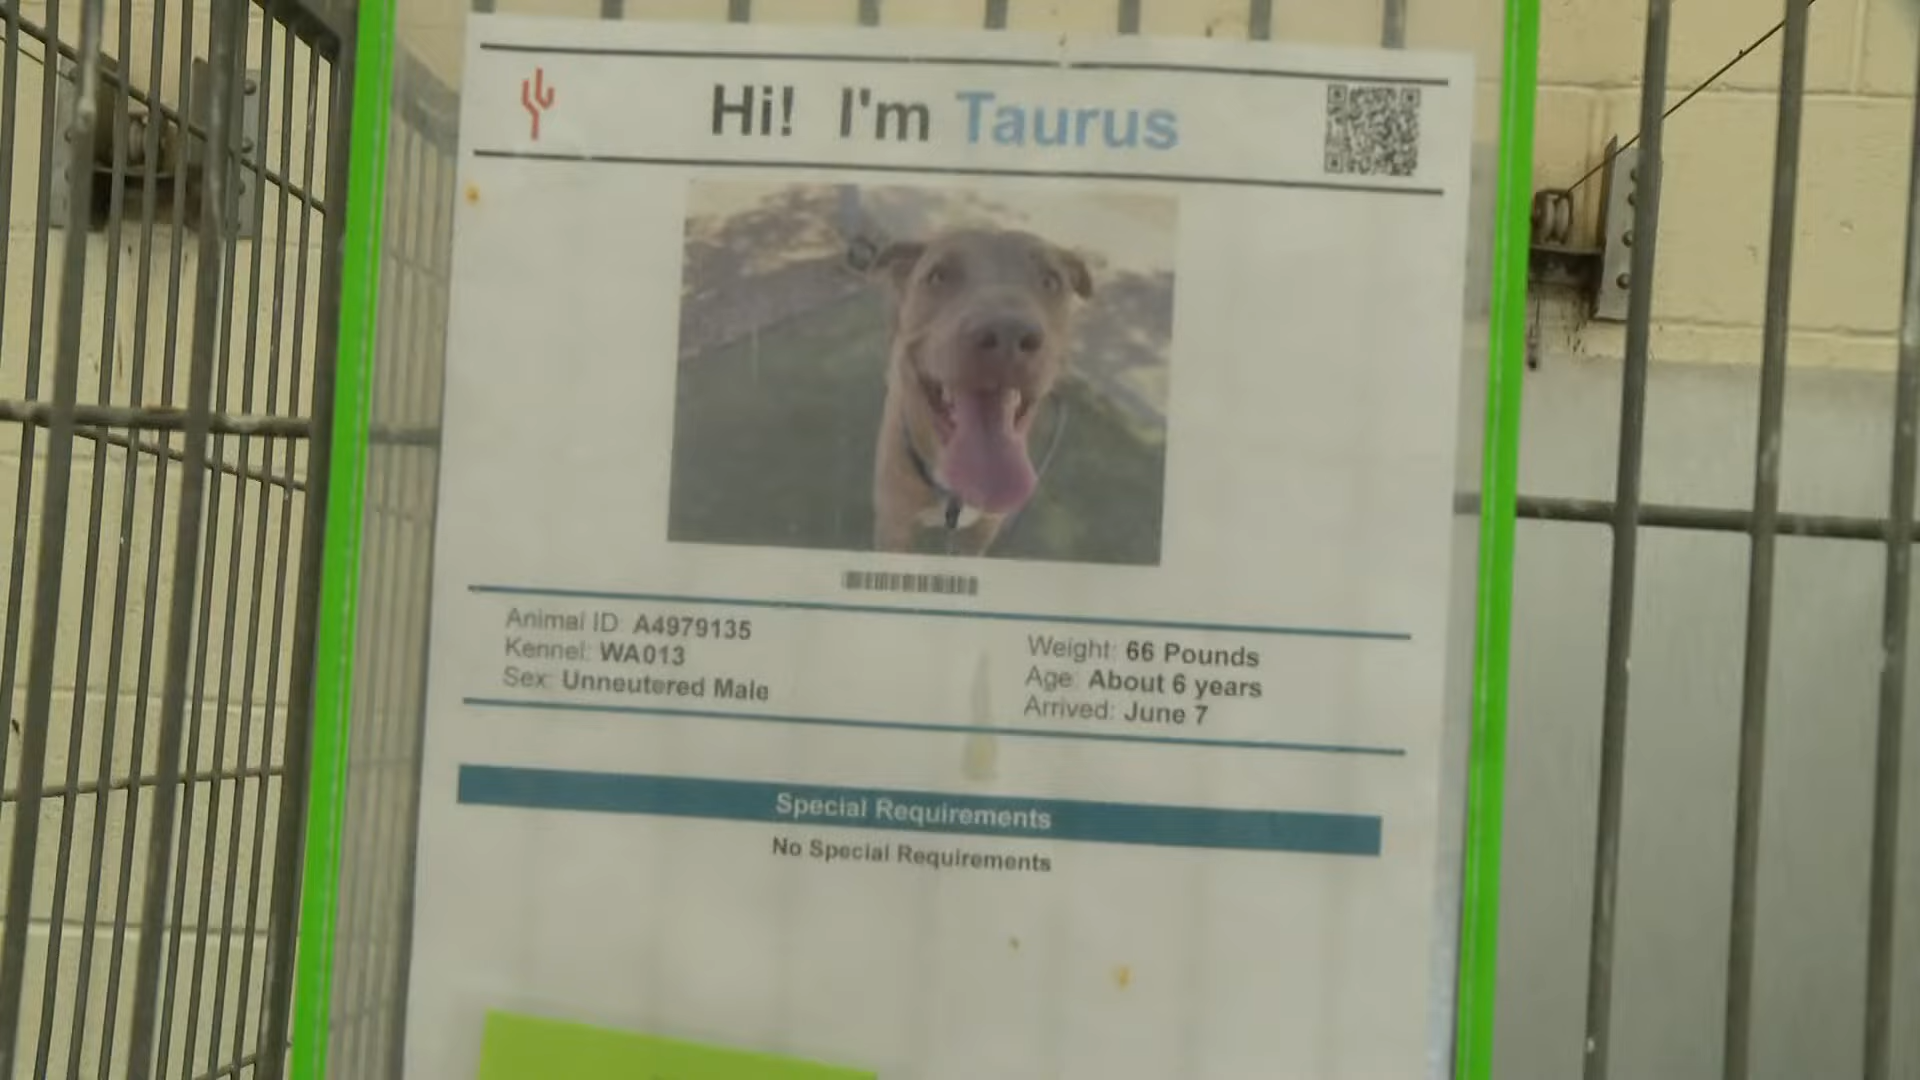 Hi! I'm Taurus
Animal ID: A4979135
Kennel: WA013
Sex: Unneutered Male
Weight: 66 Pounds
Age: About 6 years
Arrived: June 7
Special Requirements
No Special Requirements